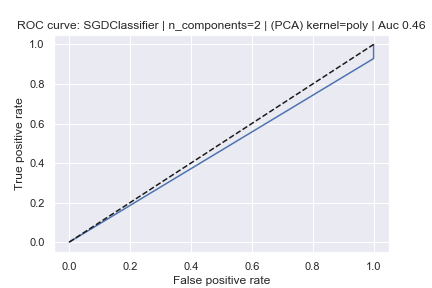 ROC curve: SGDClassifier | n_components=2 | (PCA) kernel=poly | Auc 0.46
1.0
0.8
0.6
0.4
0.2
0.0
True positive rate
0.0 0.2 0.4 0.6 0.8 1.0
False positive rate